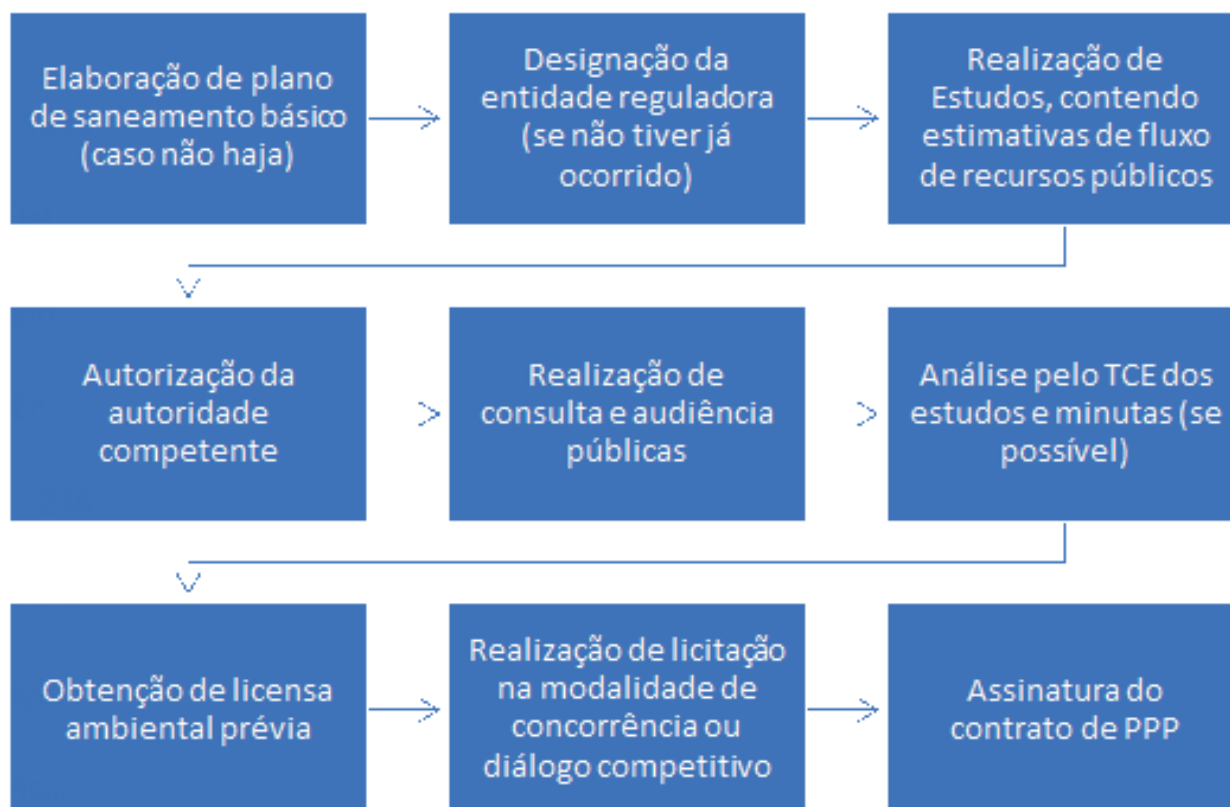 Elaboração de plano
de saneamento básico
(caso não haja)
Designação da
entidade reguladora
(se não tiver já
ocorrido)
Realização de
Estudos, contendo
estimativas de fluxo
de recursos públicos
Autorização da
autoridade
competente
Realização de
consulta e audiência
públicas
Análise pelo TCE dos
estudos e minutas (se
possível)
Obtenção de licensa
ambiental prévia
Realização de licitação
na modalidade de
concorrência ou
diálogo competitivo
Assinatura do
contrato de PPP